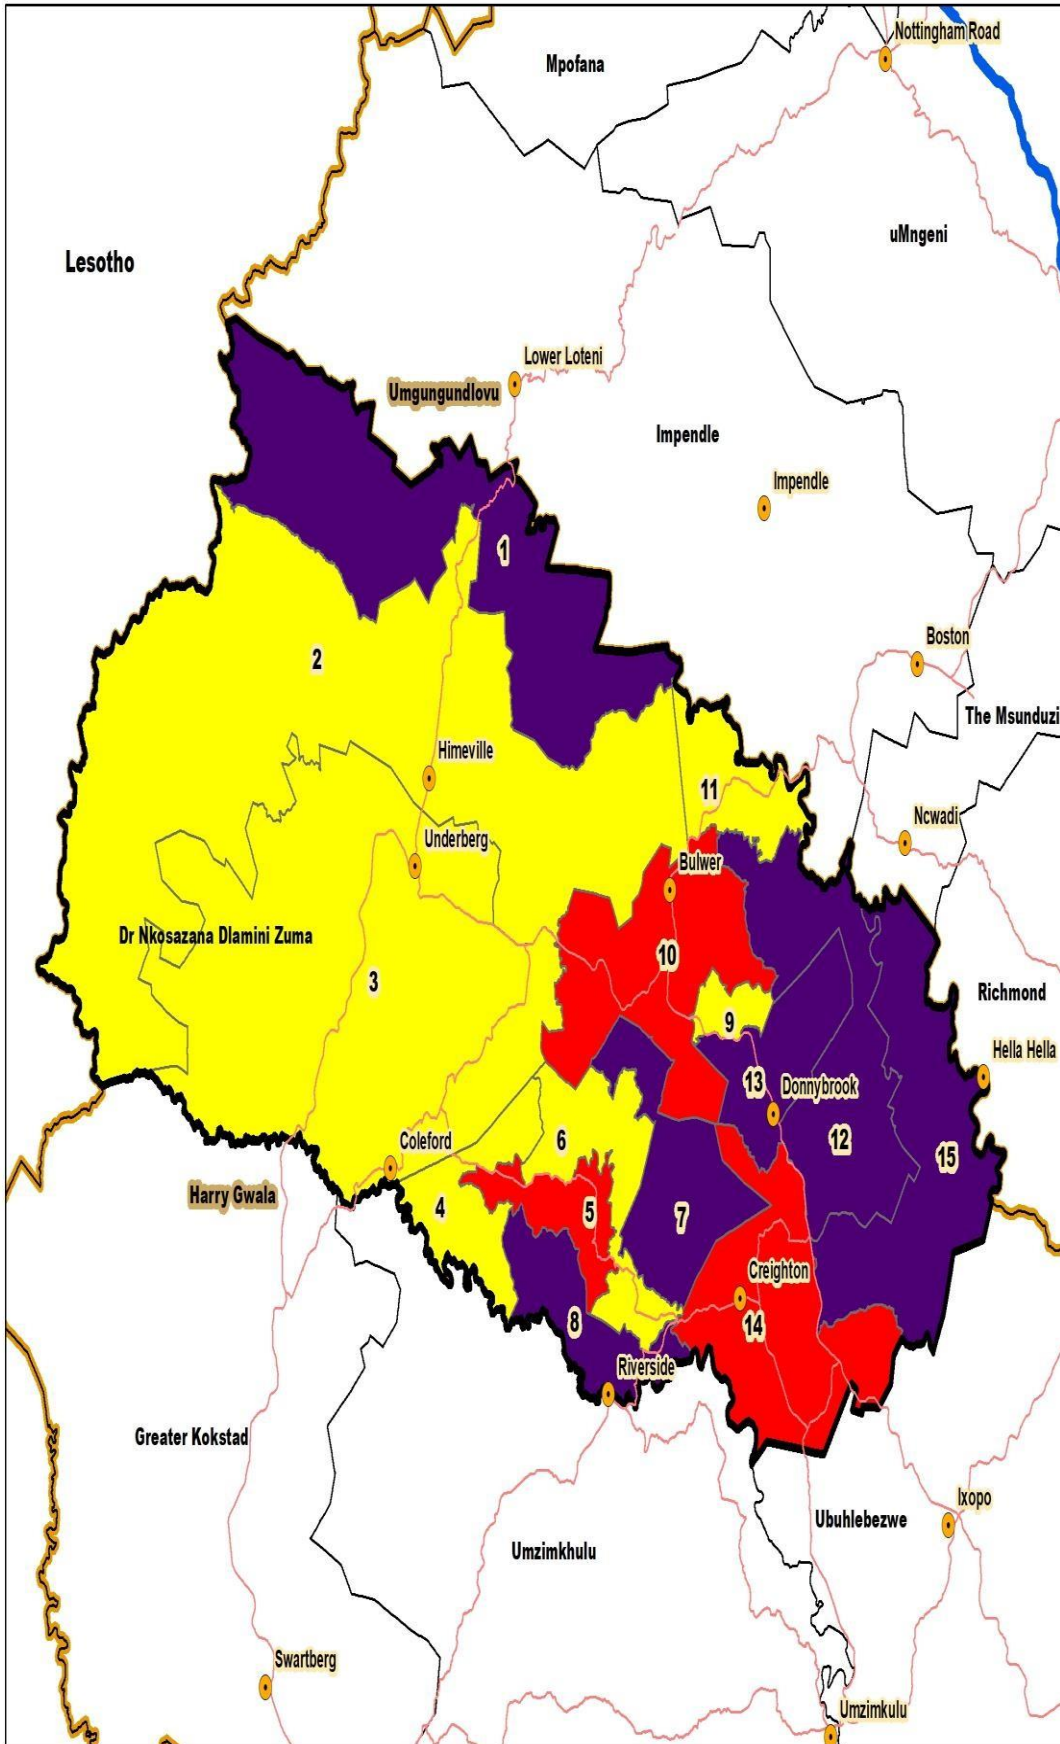 Nottingham Road
Mpofana
uMngeni
Lesotho
Lower Loteni
Umgungundlovu
Impendle
Impendle
1
Boston
2
The Msunduzi
Himeville
11
Ncwadi
Underberg
Bulwer
Dr Nkosazana Dlamini Zuma
10
3
Richmond
9
Hella Hella
13
Donnybrook
Coleford
6
12
15
Harry Gwala
4
5
7
Creighton
8
14
Riverside
Greater Kokstad
Ixopo
Ubuhlebezwe
Umzimkhulu
Swartberg
Umzimkulu